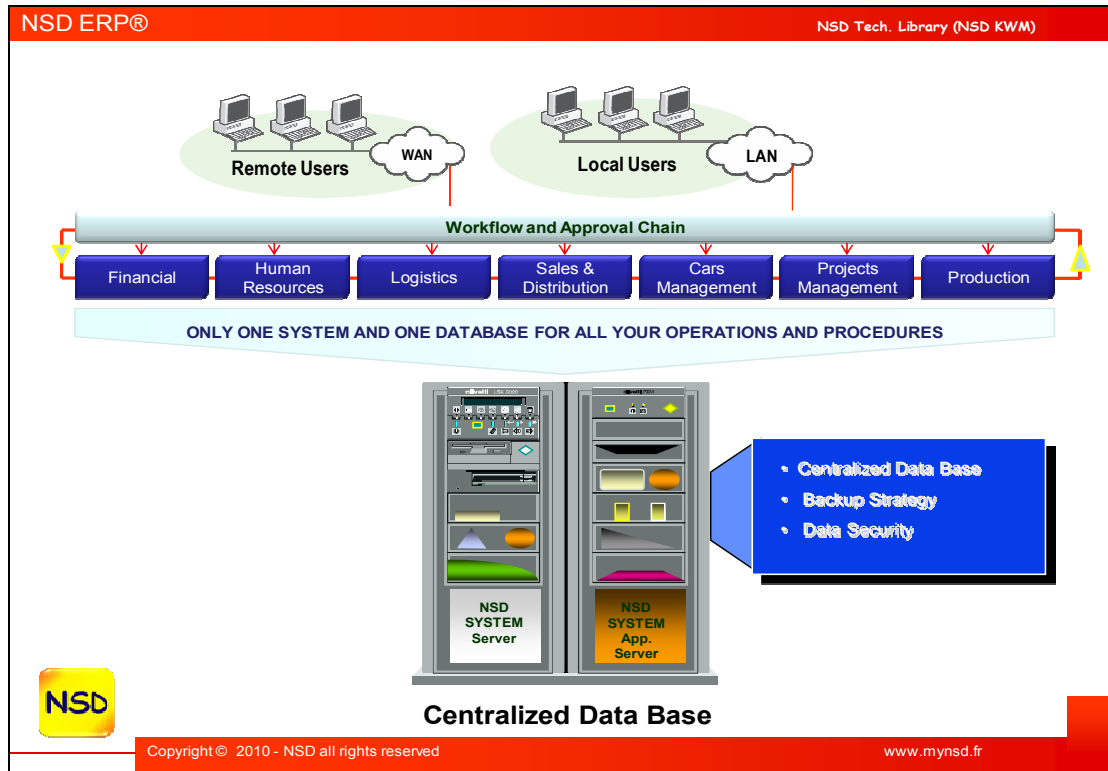 NSD ERP®
NSD Tech. Library (NSD KWM)
Remote Users
WAN
Local Users
LAN
Workflow and Approval Chain
Financial
Human
Resources
Logistics
Sales &
Distribution
Cars
Management
Projects
Management
Production
ONLY ONE SYSTEM AND ONE DATABASE FOR ALL YOUR OPERATIONS AND PROCEDURES
• Centralized Data Base
• Backup Strategy
• Data Security
NSD
SYSTEM
Server
NSD
SYSTEM
App.
Server
NSD
Centralized Data Base
Copyright © 2010 - NSD all rights reserved
www.mynsd.fr